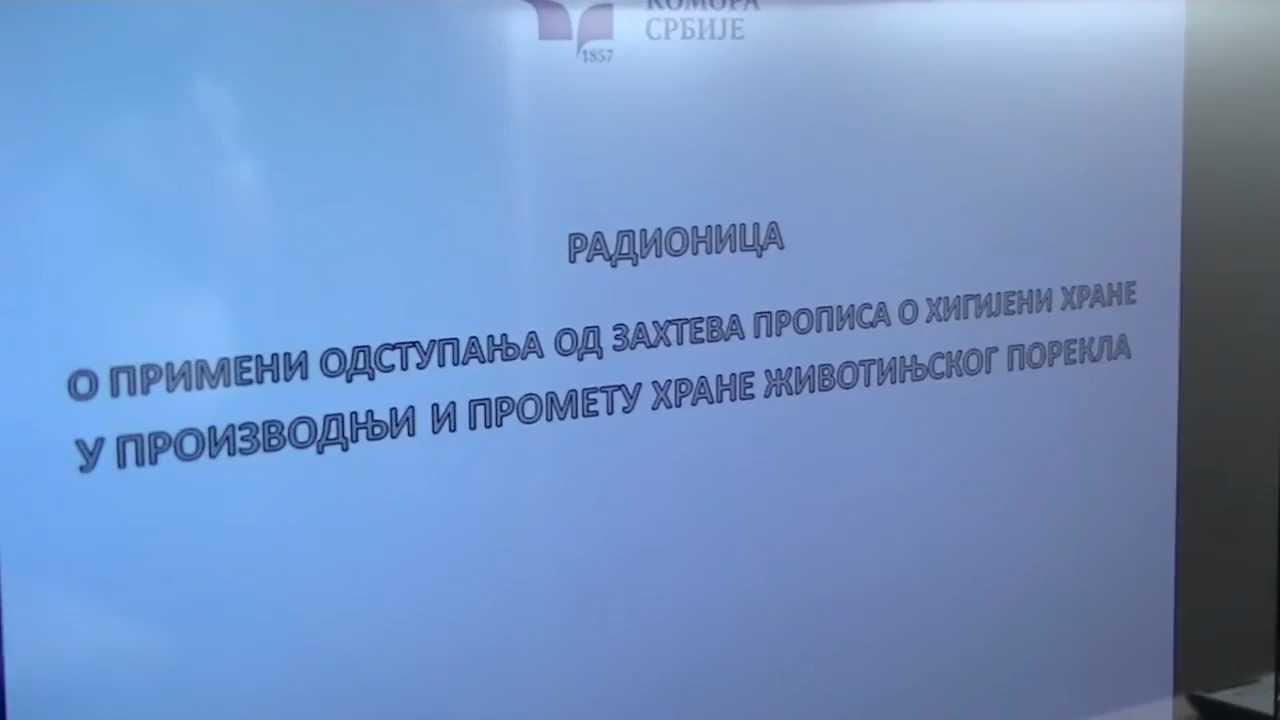 КОМОРА
СРБИЈЕ
1857
РАДИОНИЦА
О ПРИМЕНИ ОДСТУПАЊА ОД ЗАХТЕВА ПРОПИСА О ХИГИЈЕНИ ХРАНЕ
У ПРОИЗВОДЊИ И ПРОМЕТУ ХРАНЕ ЖИВОТИЊСКОГ ПОРЕКЛА